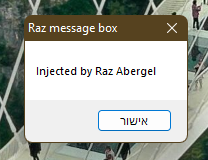 Raz message box
Injected by Raz Abergel
אישור